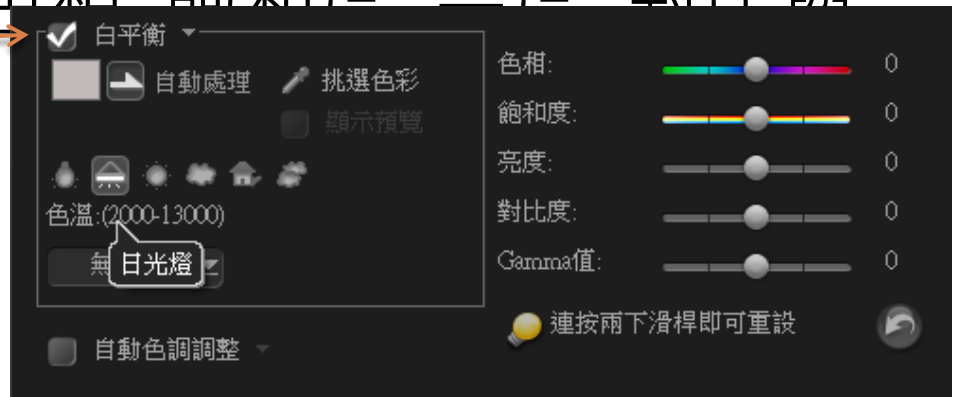 白平衡
自動處理 挑選色彩
顯示預覽
色溫:(2000-13000)
無
日光燈
自動色調調整
色相: 0
飽和度: 0
亮度: 0
對比度: 0
Gamma值: 0
連按兩下滑桿即可重設